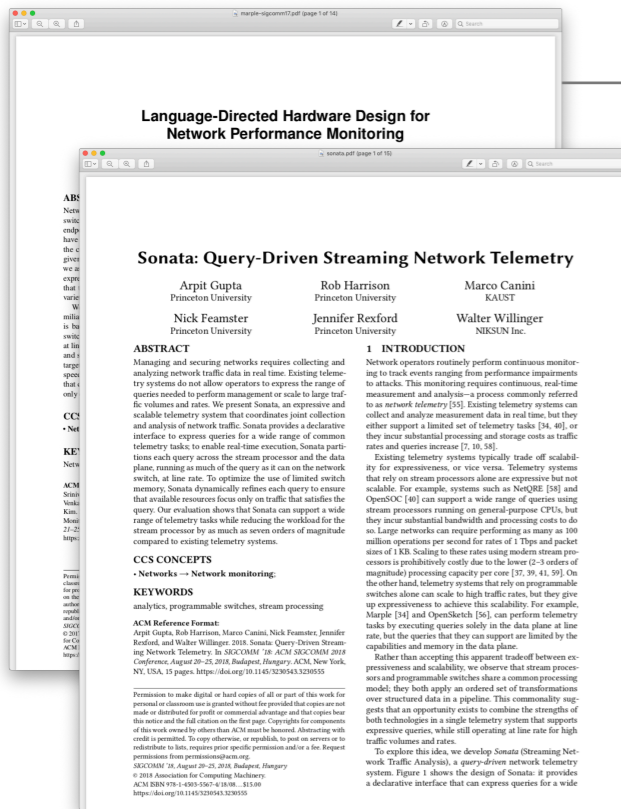 marple-sigcomm17.pdf (page 1 of 14)
Search
Language-Directed Hardware Design for
Network Performance Monitoring
sonata.pdf (page 1 of 15)
Search
Sonata: Query-Driven Streaming Network Telemetry
Arpit Gupta
Princeton University
Rob Harrison
Princeton University
Marco Canini
KAUST
Nick Feamster
Princeton University
Jennifer Rexford
Princeton University
Walter Willinger
NIKSUN Inc.
ABSTRACT
Managing and securing networks requires collecting and
analyzing network traffic data in real time. Existing teleme-
try systems do not allow operators to express the range of
queries needed to perform management or scale to large traf-
fic volumes and rates. We present Sonata, an expressive and
scalable telemetry system that coordinates joint collection
and analysis of network traffic. Sonata provides a declarative
interface to express queries for a wide range of common
telemetry tasks; to enable real-time execution, Sonata parti-
tions each query across the stream processor and the data
plane, running as much of the query as it can on the network
switch, at line rate. To optimize the use of limited switch
memory, Sonata dynamically refines each query to ensure
that available resources focus only on traffic that satisfies the
query. Our evaluation shows that Sonata can support a wide
range of telemetry tasks while reducing the workload for the
stream processor by as much as seven orders of magnitude
compared to existing telemetry systems.
CCS CONCEPTS
• Networks → Network monitoring;
KEYWORDS
analytics, programmable switches, stream processing
ACM Reference Format:
Arpit Gupta, Rob Harrison, Marco Canini, Nick Feamster, Jennifer
Rexford, and Walter Willinger. 2018. Sonata: Query-Driven Stream-
ing Network Telemetry. In SIGCOMM '18: ACM SIGCOMM 2018
Conference, August 20–25, 2018, Budapest, Hungary. ACM, New York,
NY, USA, 15 pages. https://doi.org/10.1145/3230543.3230555
Permission to make digital or hard copies of all or part of this work for
personal or classroom use is granted without fee provided that copies are not
made or distributed for profit or commercial advantage and that copies bear
this notice and the full citation on the first page. Copyrights for components
of this work owned by others than ACM must be honored. Abstracting with
credit is permitted. To copy otherwise, or republish, to post on servers or to
redistribute to lists, requires prior specific permission and/or a fee. Request
permissions from permissions@acm.org.
SIGCOMM '18, August 20–25, 2018, Budapest, Hungary
© 2018 Association for Computing Machinery.
ACM ISBN 978-1-4503-5567-4/18/08...$15.00
https://doi.org/10.1145/3230543.3230555
1 INTRODUCTION
Network operators routinely perform continuous monitor-
ing to track events ranging from performance impairments
to attacks. This monitoring requires continuous, real-time
measurement and analysis—a process commonly referred
to as network telemetry [55]. Existing telemetry systems can
collect and analyze measurement data in real time, but they
either support a limited set of telemetry tasks [34, 40], or
they incur substantial processing and storage costs as traffic
rates and queries increase [7, 10, 58].
Existing telemetry systems typically trade off scalabil-
ity for expressiveness, or vice versa. Telemetry systems
that rely on stream processors alone are expressive but not
scalable. For example, systems such as NetQRE [58] and
OpenSOC [40] can support a wide range of queries using
stream processors running on general-purpose CPUs, but
they incur substantial bandwidth and processing costs to do
so. Large networks can require performing as many as 100
million operations per second for rates of 1 Tbps and packet
sizes of 1 KB. Scaling to these rates using modern stream pro-
cessors is prohibitively costly due to the lower (2–3 orders of
magnitude) processing capacity per core [37, 39, 41, 59]. On
the other hand, telemetry systems that rely on programmable
switches alone can scale to high traffic rates, but they give
up expressiveness to achieve this scalability. For example,
Marple [34] and OpenSketch [56], can perform telemetry
tasks by executing queries solely in the data plane at line
rate, but the queries that they can support are limited by the
capabilities and memory in the data plane.
Rather than accepting this apparent tradeoff between ex-
pressiveness and scalability, we observe that stream proces-
sors and programmable switches share a common processing
model; they both apply an ordered set of transformations
over structured data in a pipeline. This commonality sug-
gests that an opportunity exists to combine the strengths of
both technologies in a single telemetry system that supports
expressive queries, while still operating at line rate for high
traffic volumes and rates.
To explore this idea, we develop Sonata (Streaming Net-
work Traffic Analysis), a query-driven network telemetry
system. Figure 1 shows the design of Sonata: it provides
a declarative interface that can express queries for a wide